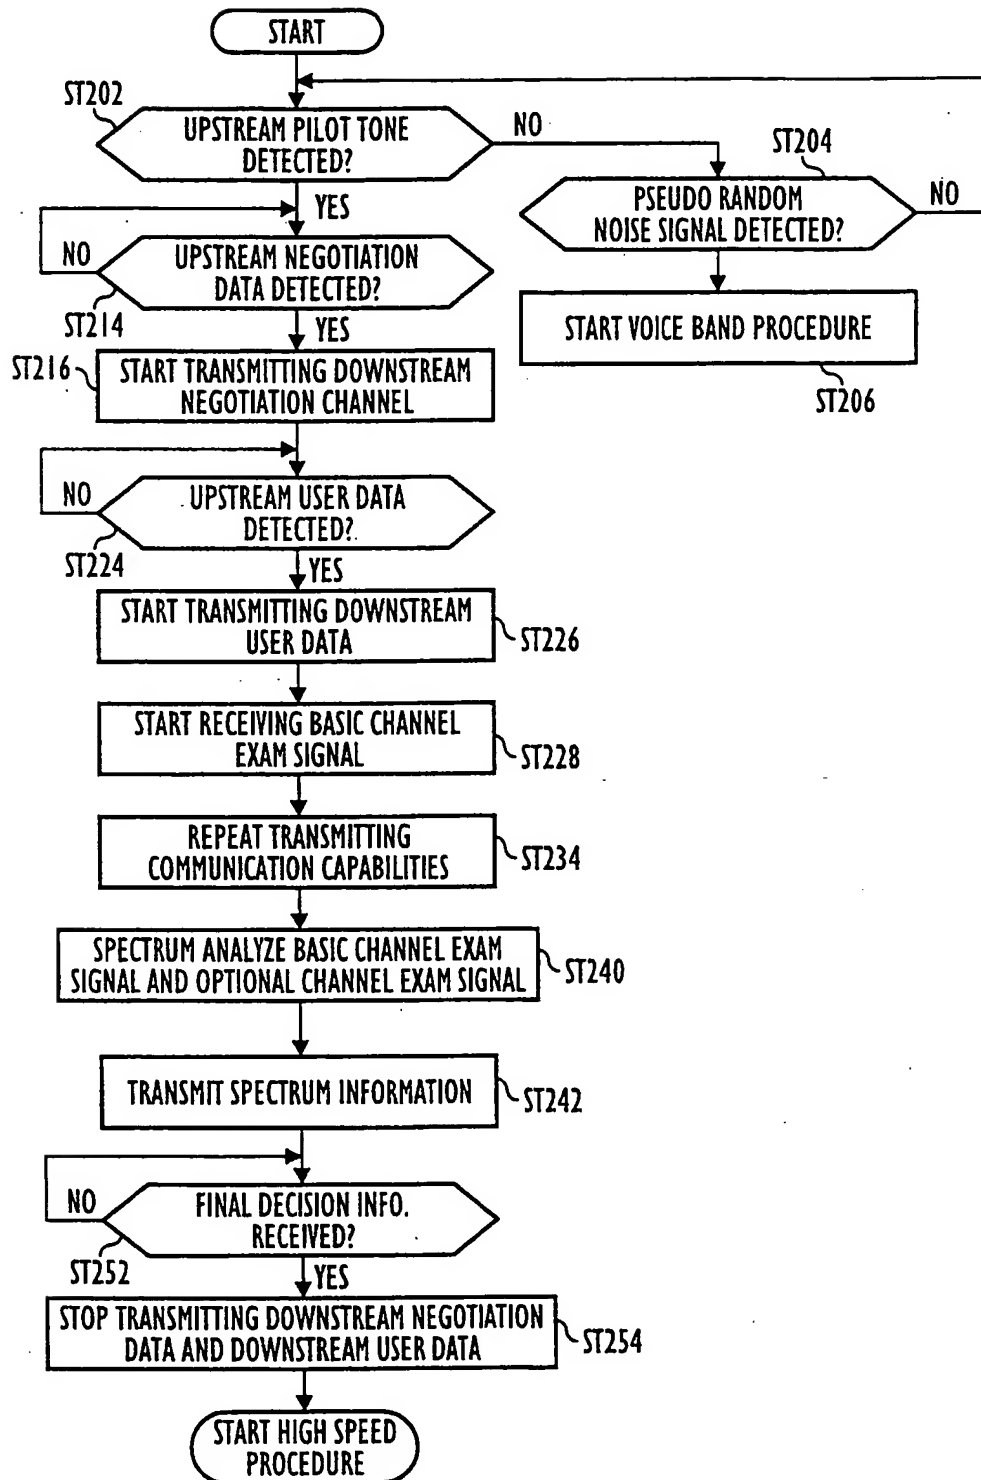 START
ST202
UPSTREAM PILOT TONE
DETECTED?
NO
ST204
YES
PSEUDO RANDOM
NOISE SIGNAL DETECTED?
NO
NO
UPSTREAM NEGOTIATION
DATA DETECTED?
ST214
YES
START VOICE BAND PROCEDURE
ST206
ST216
START TRANSMITTING DOWNSTREAM
NEGOTIATION CHANNEL
NO
UPSTREAM USER DATA
DETECTED?
ST224
YES
START TRANSMITTING DOWNSTREAM
USER DATA
ST226
START RECEIVING BASIC CHANNEL
EXAM SIGNAL
ST228
REPEAT TRANSMITTING
COMMUNICATION CAPABILITIES
ST234
SPECTRUM ANALYZE BASIC CHANNEL EXAM
SIGNAL AND OPTIONAL CHANNEL EXAM SIGNAL
ST240
TRANSMIT SPECTRUM INFORMATION
ST242
NO
FINAL DECISION INFO.
RECEIVED?
ST252
YES
STOP TRANSMITTING DOWNSTREAM NEGOTIATION
DATA AND DOWNSTREAM USER DATA
ST254
START HIGH SPEED
PROCEDURE